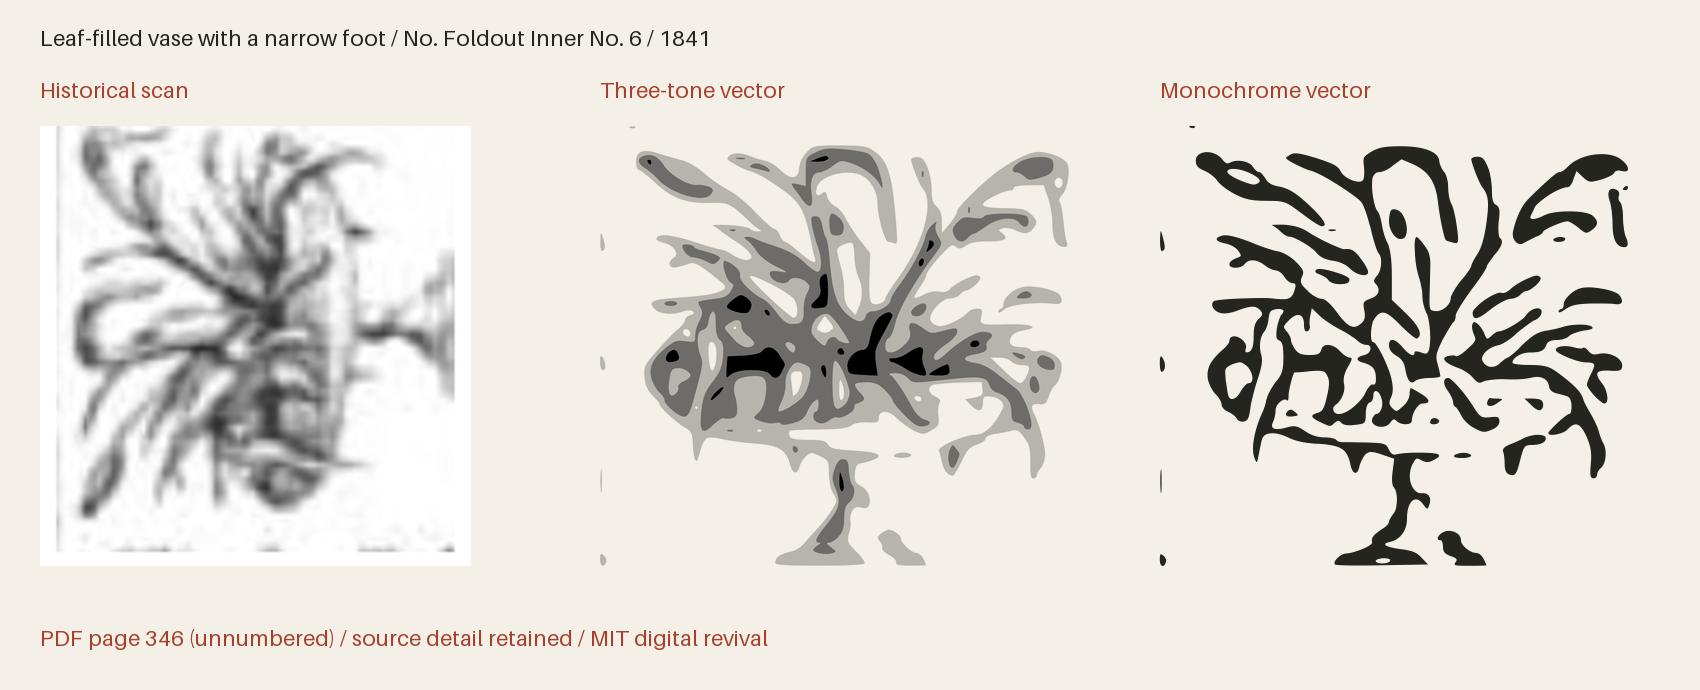 Leaf-filled vase with a narrow foot / No. Foldout Inner No. 6 / 1841
Historical scan
Three-tone vector
Monochrome vector
PDF page 346 (unnumbered) / source detail retained / MIT digital revival